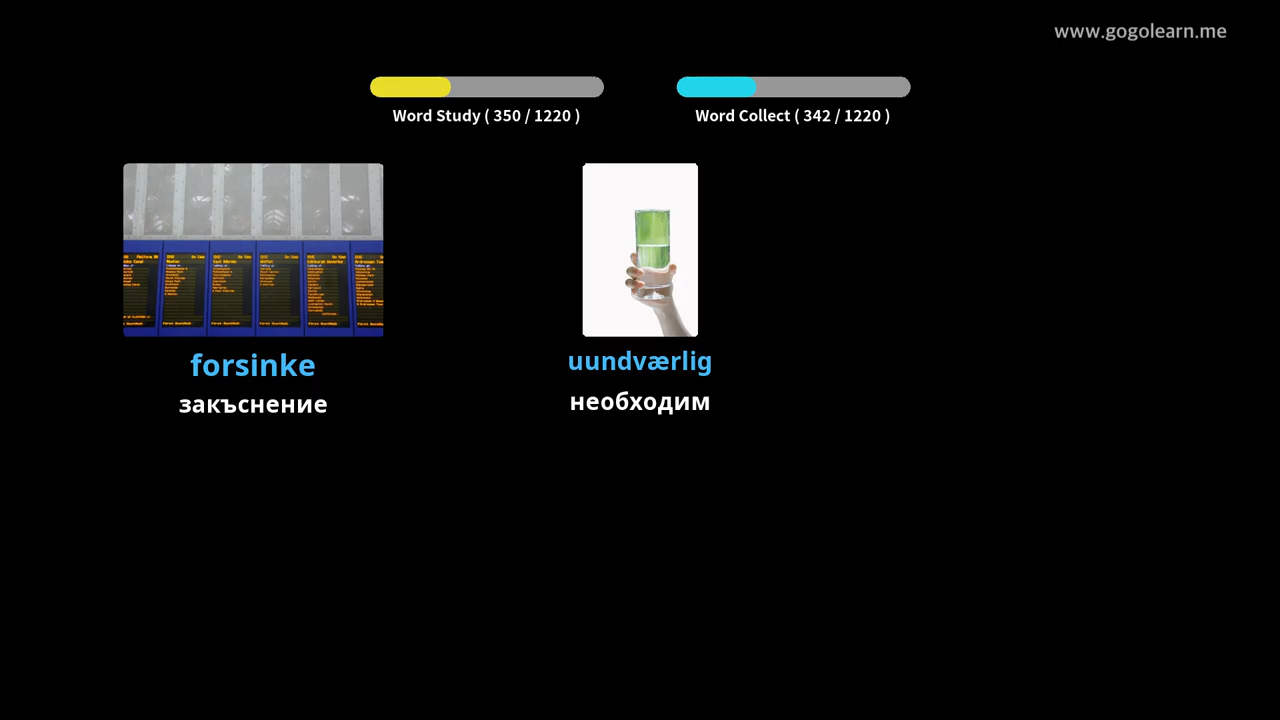 www.gogolearn.me
Word Study ( 350 / 1220 )
Word Collect ( 342 / 1220 )
forsinke
закъснение
uundværlig
необходим